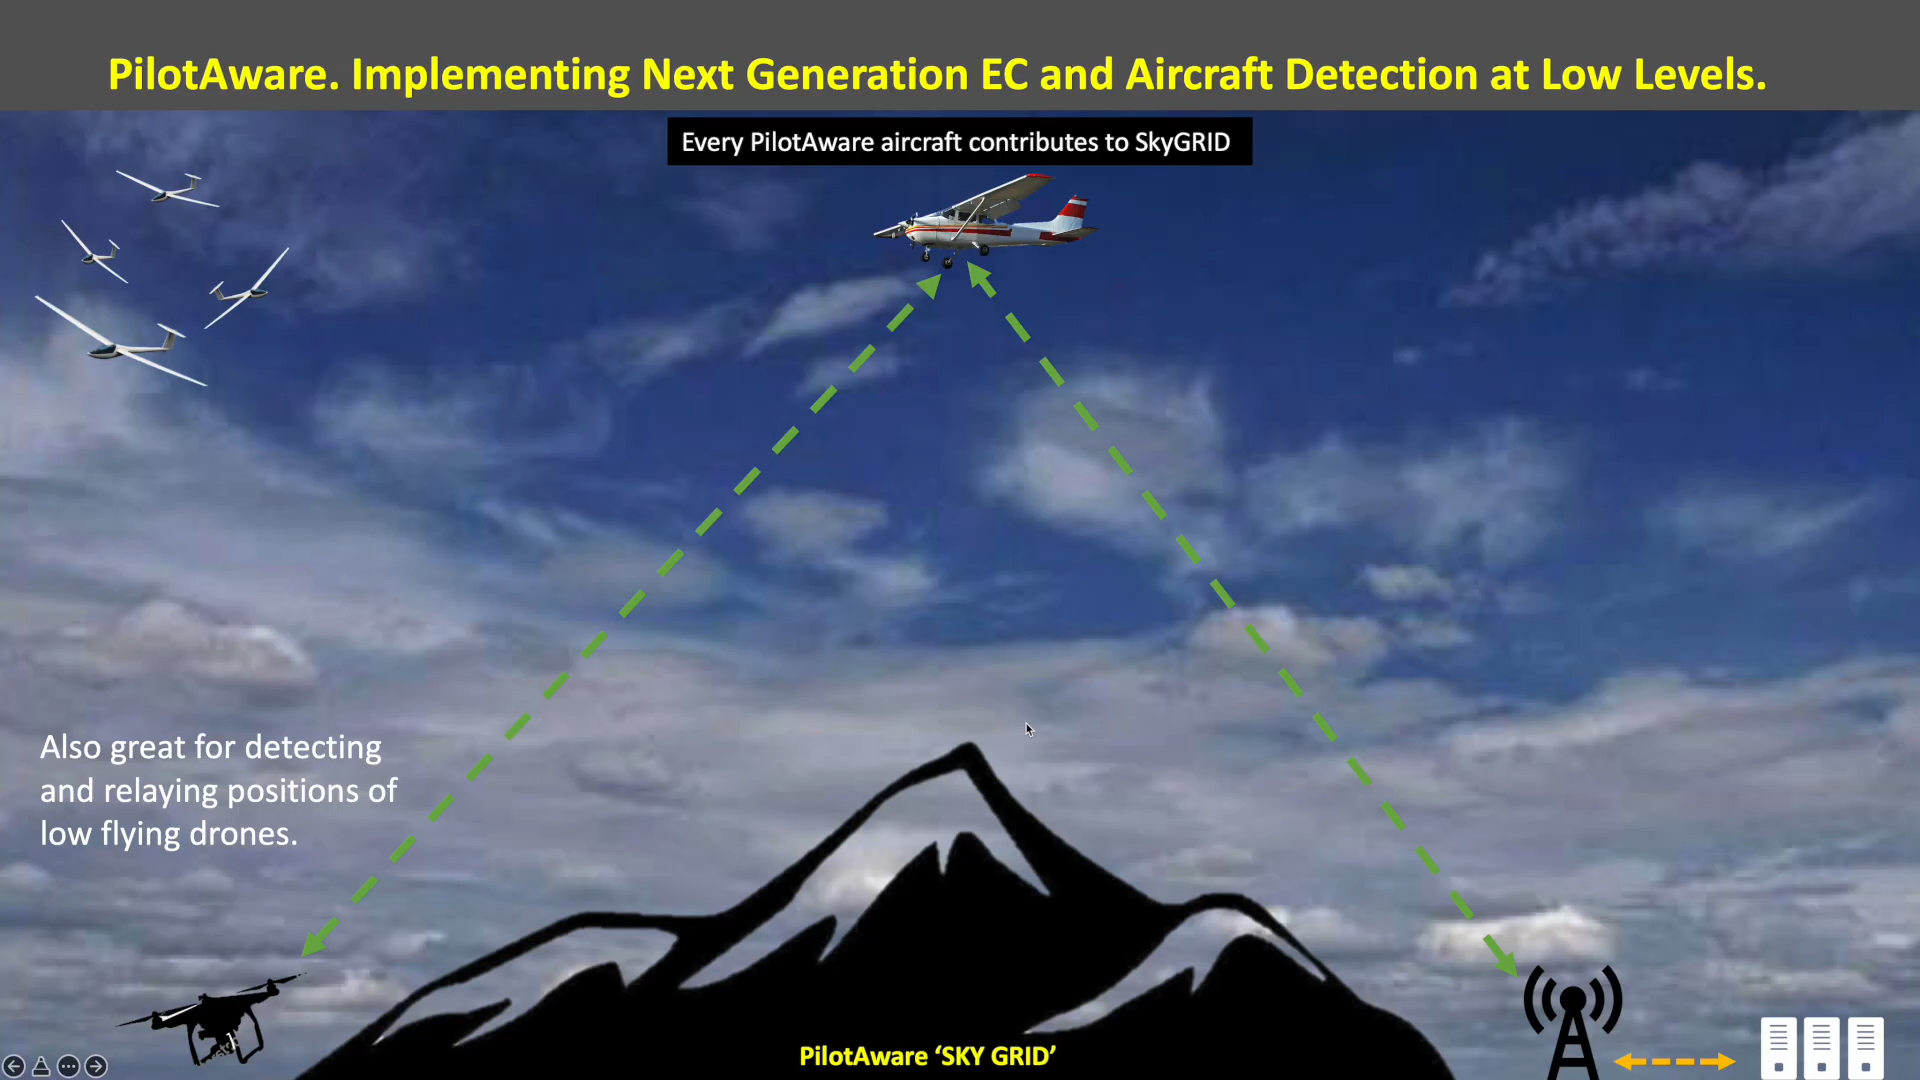 PilotAware. Implementing Next Generation EC and Aircraft Detection at Low Levels.
Every PilotAware aircraft contributes to SkyGRID
Also great for detecting
and relaying positions of
low flying drones.
PilotAware ‘SKY GRID’